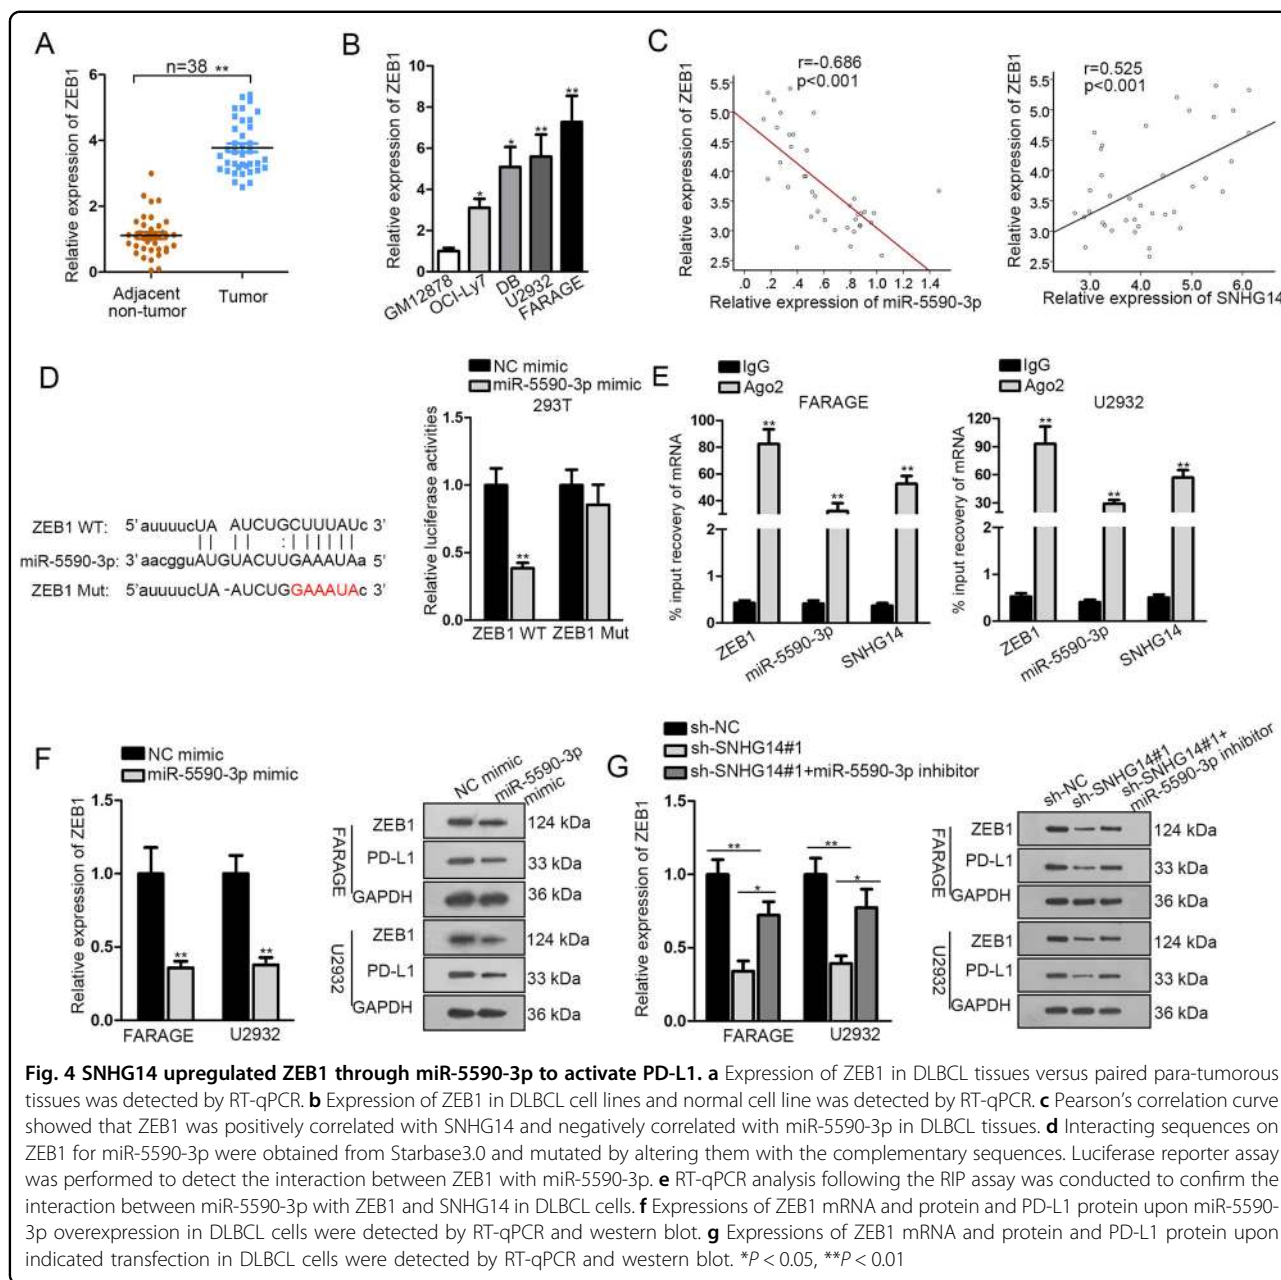 A
n=38 **
Relative expression of ZEB1
6
4
2
0
Adjacent
non-tumor
Tumor
B
Relative expression of ZEB1
10
8
6
4
2
0
*
*
**
**
GM12878
OCI-Ly7
DB
U2932
FARAGE
C
r=-0.686
p<0.001
Relative expression of ZEB1
5.5
5.0
4.5
4.0
3.5
3.0
2.5
.0 .2 .4 .6 .8 1.0 1.2 1.4
Relative expression of miR-5590-3p
r=0.525
p<0.001
Relative expression of ZEB1
5.5
5.0
4.5
4.0
3.5
3.0
2.5
3.0 4.0 5.0 6.0
Relative expression of SNHG14
D
ZEB1 WT: 5'auuuucUA AUCUGCUUUAUc 3'
miR-5590-3p: 3'aacgguAUGUACUUGAAAUAa 5'
ZEB1 Mut: 5'auuuucUA -AUCUGGAAAUAc 3'
NC mimic
miR-5590-3p mimic
293T
Relative luciferase activities
1.5
1.0
0.5
0.0
**
ZEB1 WT ZEB1 Mut
E
IgG
Ago2
FARAGE
% input recovery of mRNA
100
80
60
40
2
1
0
**
**
**
ZEB1
miR-5590-3p
SNHG14
IgG
Ago2
U2932
% input recovery of mRNA
120
90
60
30
2
1
0
**
**
**
ZEB1
miR-5590-3p
SNHG14
F
NC mimic
miR-5590-3p mimic
Relative expression of ZEB1
1.5
1.0
0.5
0.0
**
**
FARAGE U2932
NC mimic
miR-5590-3p
mimic
FARAGE
ZEB1 124 kDa
PD-L1 33 kDa
GAPDH 36 kDa
U2932
ZEB1 124 kDa
PD-L1 33 kDa
GAPDH 36 kDa
G
sh-NC
sh-SNHG14#1
sh-SNHG14#1+miR-5590-3p inhibitor
Relative expression of ZEB1
1.5
1.0
0.5
0.0
**
*
**
*
FARAGE U2932
sh-NC
sh-SNHG14#1
sh-SNHG14#1+
miR-5590-3p inhibitor
FARAGE
ZEB1 124 kDa
PD-L1 33 kDa
GAPDH 36 kDa
U2932
ZEB1 124 kDa
PD-L1 33 kDa
GAPDH 36 kDa
Fig. 4 SNHG14 upregulated ZEB1 through miR-5590-3p to activate PD-L1. a Expression of ZEB1 in DLBCL tissues versus paired para-tumorous
tissues was detected by RT-qPCR. b Expression of ZEB1 in DLBCL cell lines and normal cell line was detected by RT-qPCR. c Pearson's correlation curve
showed that ZEB1 was positively correlated with SNHG14 and negatively correlated with miR-5590-3p in DLBCL tissues. d Interacting sequences on
ZEB1 for miR-5590-3p were obtained from Starbase3.0 and mutated by altering them with the complementary sequences. Luciferase reporter assay
was performed to detect the interaction between ZEB1 with miR-5590-3p. e RT-qPCR analysis following the RIP assay was conducted to confirm the
interaction between miR-5590-3p with ZEB1 and SNHG14 in DLBCL cells. f Expressions of ZEB1 mRNA and protein and PD-L1 protein upon miR-5590-
3p overexpression in DLBCL cells were detected by RT-qPCR and western blot. g Expressions of ZEB1 mRNA and protein and PD-L1 protein upon
indicated transfection in DLBCL cells were detected by RT-qPCR and western blot. *P < 0.05, **P < 0.01